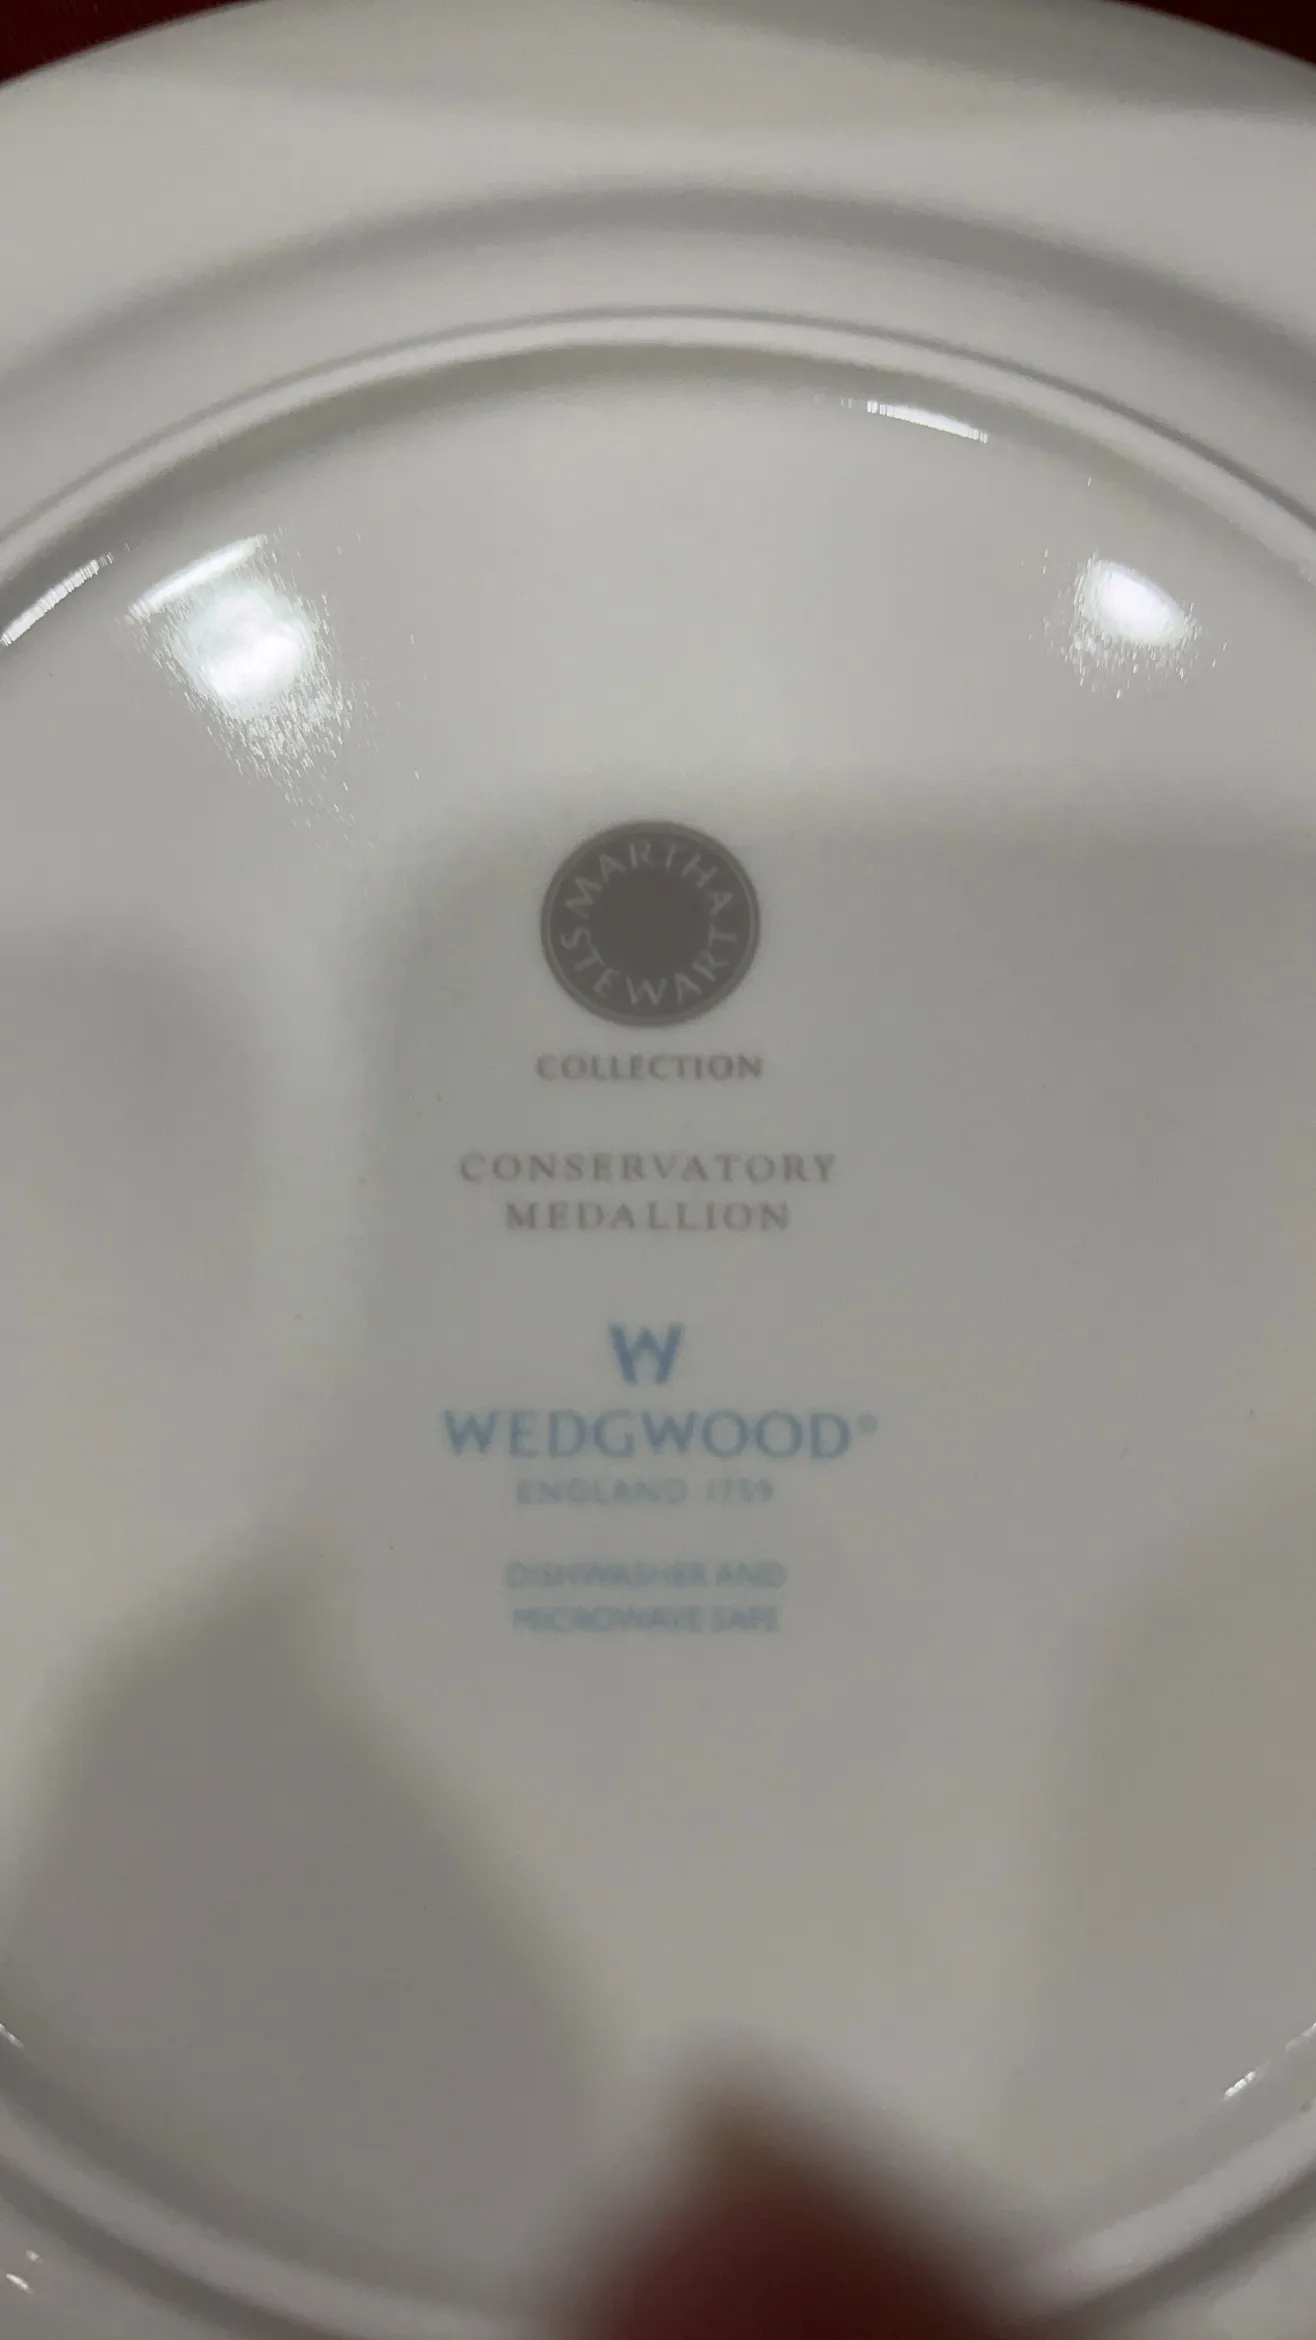 MARTHA
STEWART
COLLECTION
CONSERVATORY
MEDALLION
W
WEDGWOOD®
ENGLAND 1759
DISHWASHER AND
MICROWAVE SAFE